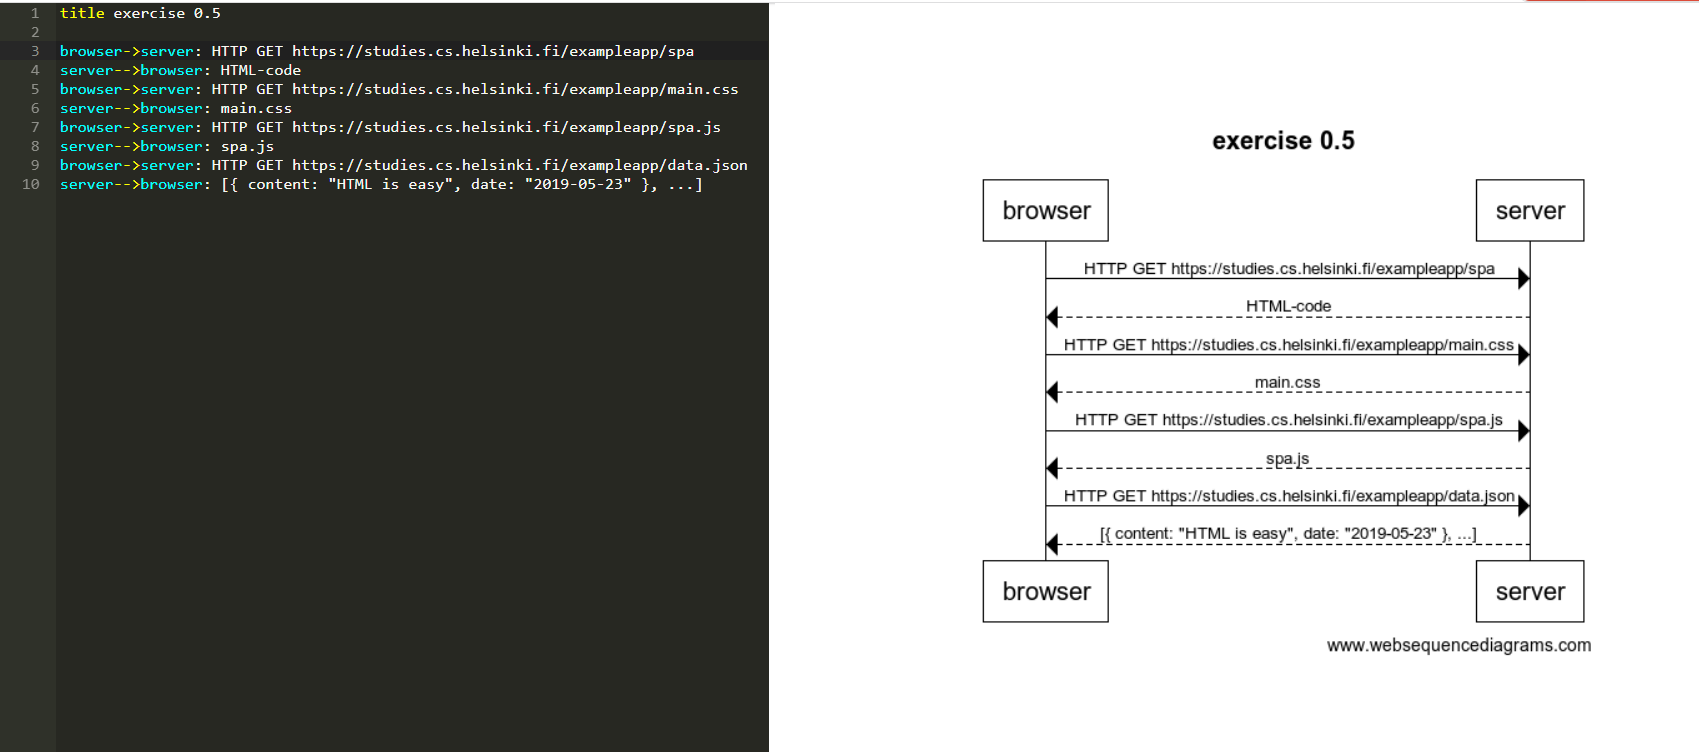 1 title exercise 0.5
2
3 browser->server: HTTP GET https://studies.cs.helsinki.fi/exampleapp/spa
4 server-->browser: HTML-code
5 browser->server: HTTP GET https://studies.cs.helsinki.fi/exampleapp/main.css
6 server-->browser: main.css
7 browser->server: HTTP GET https://studies.cs.helsinki.fi/exampleapp/spa.js
8 server-->browser: spa.js
9 browser->server: HTTP GET https://studies.cs.helsinki.fi/exampleapp/data.json
10 server-->browser: [{ content: "HTML is easy", date: "2019-05-23" }, ...]
exercise 0.5
browser server
HTTP GET https://studies.cs.helsinki.fi/exampleapp/spa
HTML-code
HTTP GET https://studies.cs.helsinki.fi/exampleapp/main.css
main.css
HTTP GET https://studies.cs.helsinki.fi/exampleapp/spa.js
spa.js
HTTP GET https://studies.cs.helsinki.fi/exampleapp/data.json
[{ content: "HTML is easy", date: "2019-05-23" }, ...]
browser server
www.websequencediagrams.com